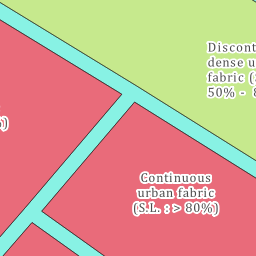 Discont
dense u
fabric (S
50% - 8
%)
Continuous
urban fabric
(S.L. : > 80%)